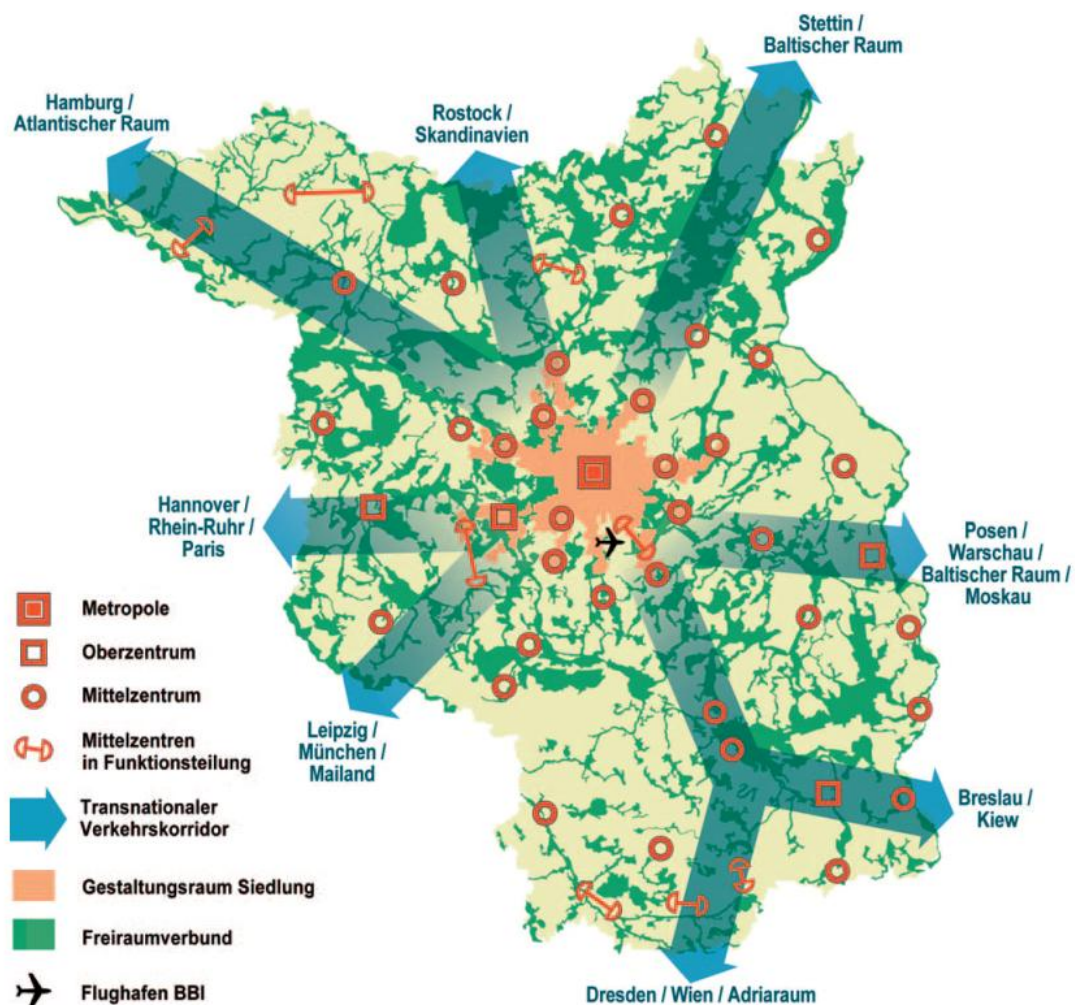 Stettin /
Baltischer Raum
Hamburg /
Atlantischer Raum
Rostock /
Skandinavien
Hannover /
Rhein-Ruhr /
Paris
Posen /
Warschau /
Baltischer Raum /
Moskau
Leipzig /
München /
Mailand
Breslau /
Kiew
Dresden / Wien / Adriaraum
Metropole
Oberzentrum
Mittelzentrum
Mittelzentren
in Funktionsteilung
Transnationaler
Verkehrskorridor
Gestaltungsraum Siedlung
Freiraumverbund
Flughafen BBI